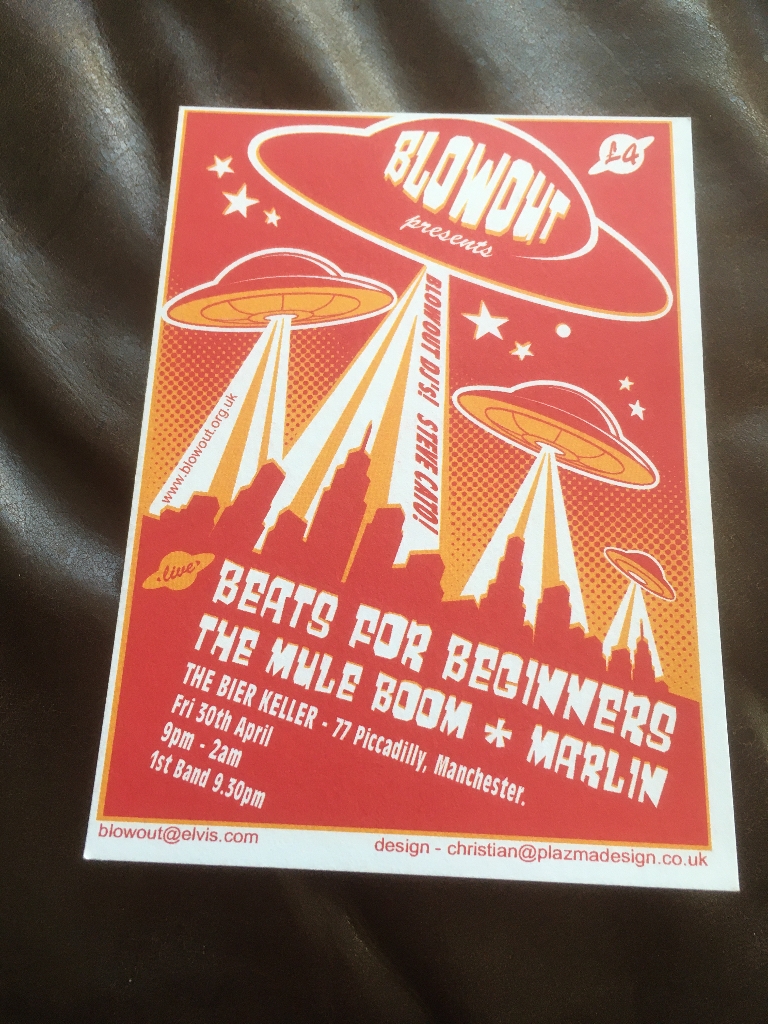 BLOWOUT
presents
£4
BLOWOUT DJ'S! STEVE CATO!
www.blowout.org.uk
live
BEATS FOR BEGINNERS
THE MULE BOOM * MARLIN
THE BIER KELLER - 77 Piccadilly, Manchester.
Fri 30th April
9pm - 2am
1st Band 9.30pm
blowout@elvis.com
design - christian@plazmadesign.co.uk